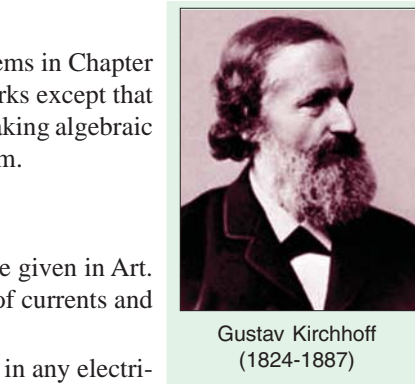 ems in Chapter
rks except that
aking algebraic
m.
e given in Art.
of currents and
in any electri-
Gustav Kirchhoff
(1824-1887)